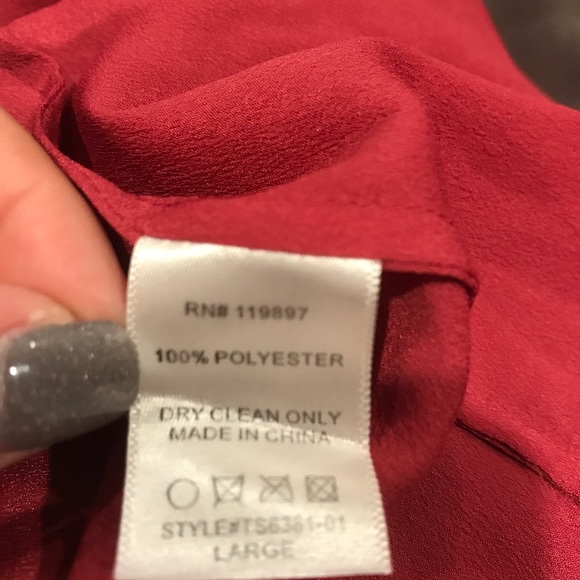 RN# 119897
100% POLYESTER
DRY CLEAN ONLY
MADE IN CHINA
STYLE#TS6361-01
LARGE